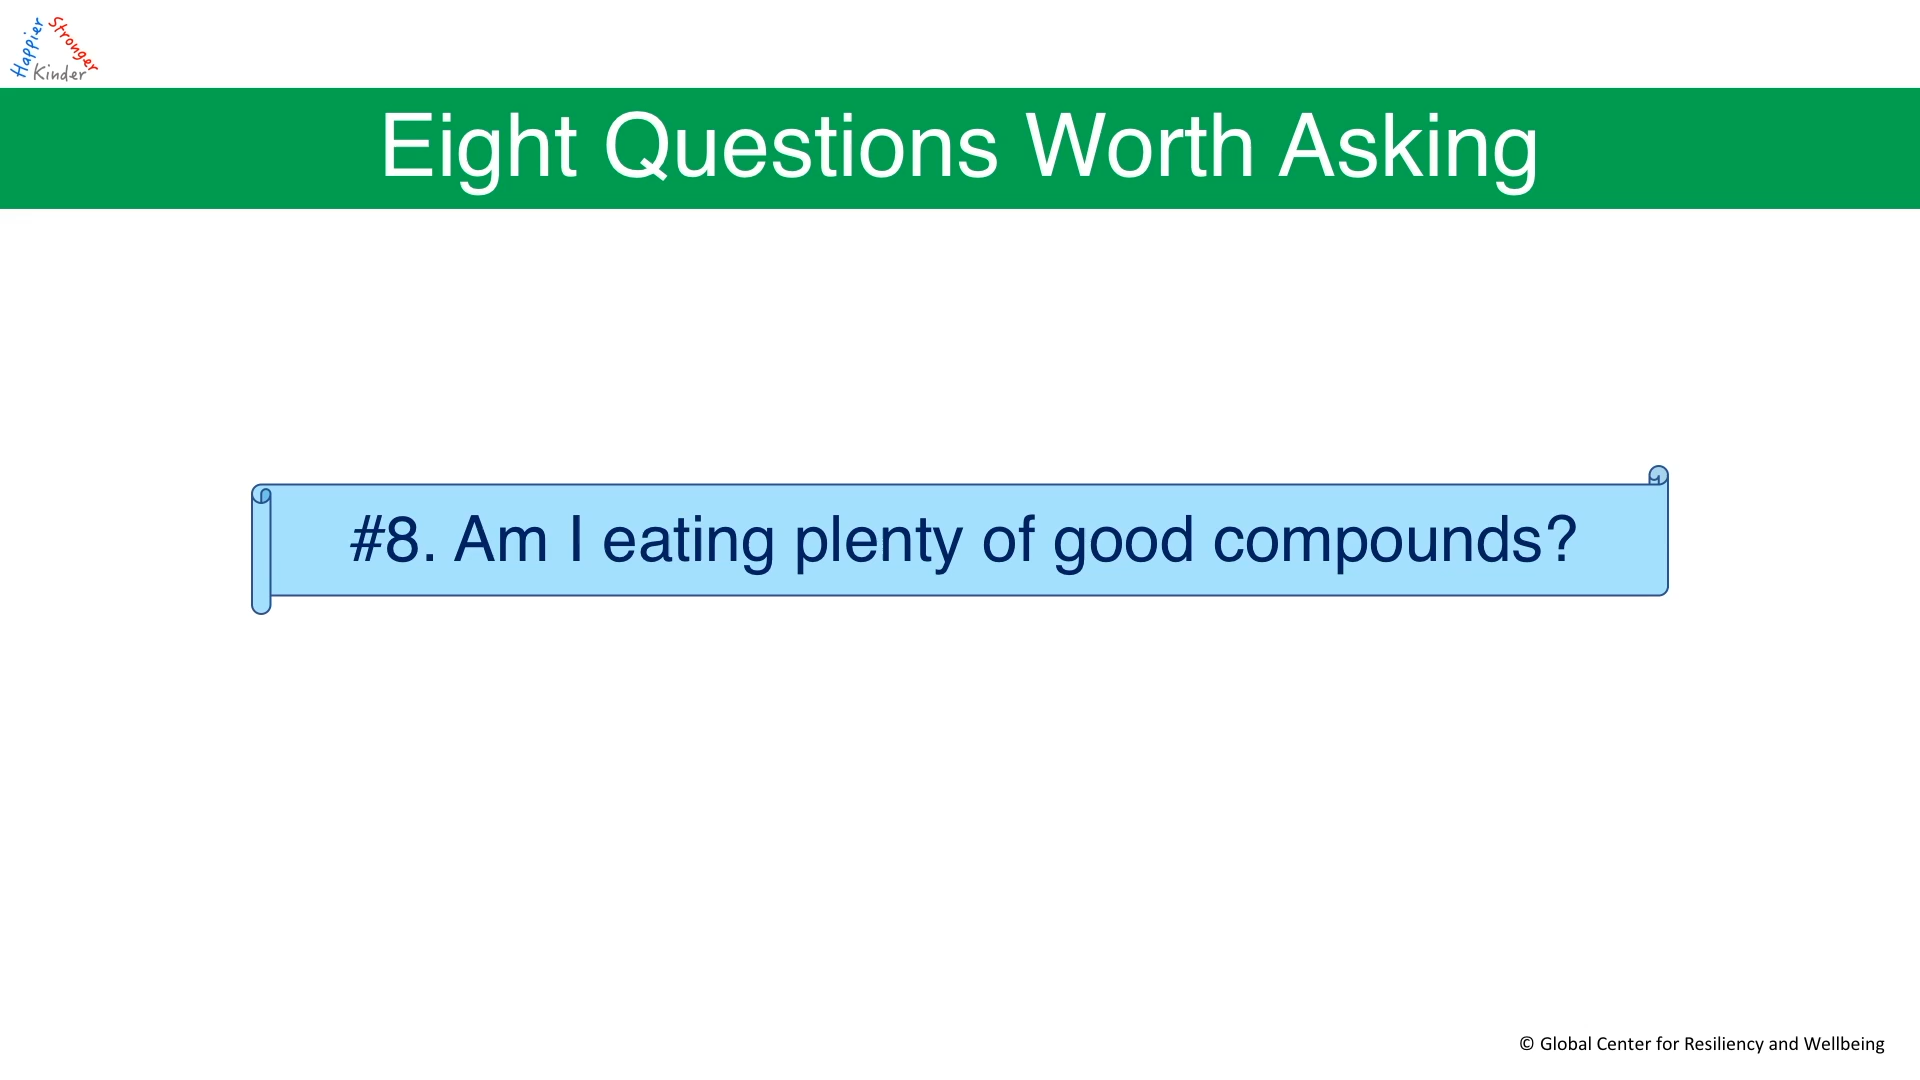 Happier
Stronger
Kinder
Eight Questions Worth Asking
#8. Am I eating plenty of good compounds?
© Global Center for Resiliency and Wellbeing